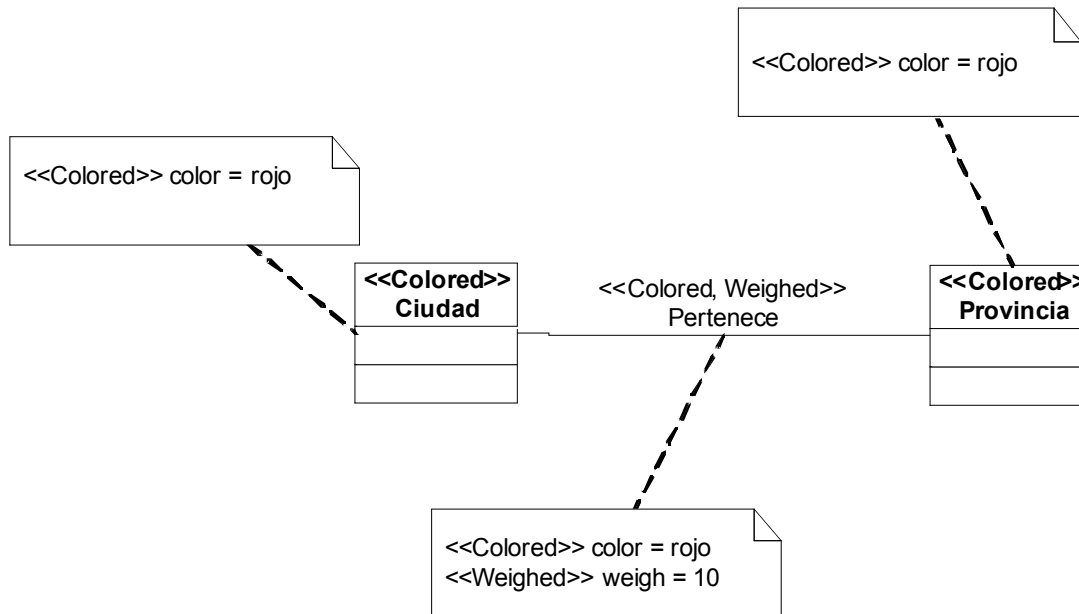 <<Colored>> color = rojo
<<Colored>> color = rojo
<<Colored>>
Ciudad
<<Colored, Weighed>>
Pertenece
<<Colored>>
Provincia
<<Colored>> color = rojo
<<Weighed>> weigh = 10